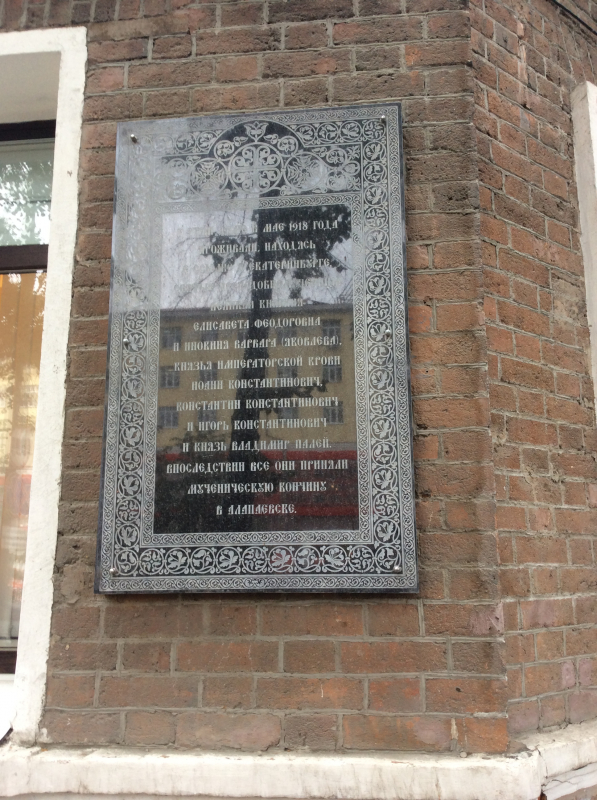 МАЕ 1918 ГОДА
НАХОДЯСЬ
ЕКАТЕРИНБУРГЕ
ЕЛИСАВЕТА ФЕОДОРОВНА
И ИНОКИНЯ ВАРВАРА (ЯКОВЛЕВА),
КНЯЗЬЯ ИМПЕРАТОРСКОЙ КРОВИ
ИОАНН КОНСТАНТИНОВИЧ,
КОНСТАНТИН КОНСТАНТИНОВИЧ
И ИГОРЬ КОНСТАНТИНОВИЧ
И КНЯЗЬ ВЛАДИМИР ПАЛЕЙ.
ВПОСЛЕДСТВИИ ВСЕ ОНИ ПРИНЯЛИ
МУЧЕНИЧЕСКУЮ КОНЧИНУ
В АЛАПАЕВСКЕ.